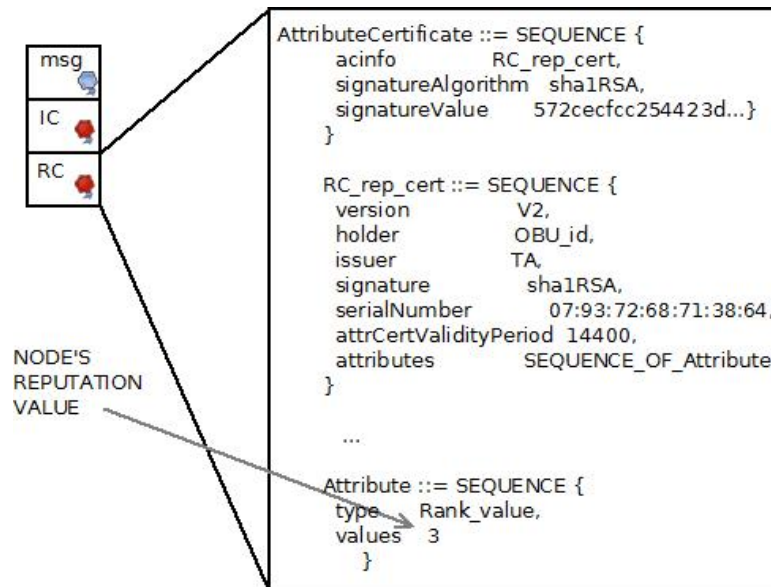 msg
IC
RC
NODE'S
REPUTATION
VALUE
AttributeCertificate ::= SEQUENCE {
acinfo RC_rep_cert,
signatureAlgorithm sha1RSA,
signatureValue 572cecfcc254423d...}
}
RC_rep_cert ::= SEQUENCE {
version V2,
holder OBU_id,
issuer TA,
signature sha1RSA,
serialNumber 07:93:72:68:71:38:64,
attrCertValidityPeriod 14400,
attributes SEQUENCE_OF_Attribute
}
...
Attribute ::= SEQUENCE {
type Rank_value,
values 3
}